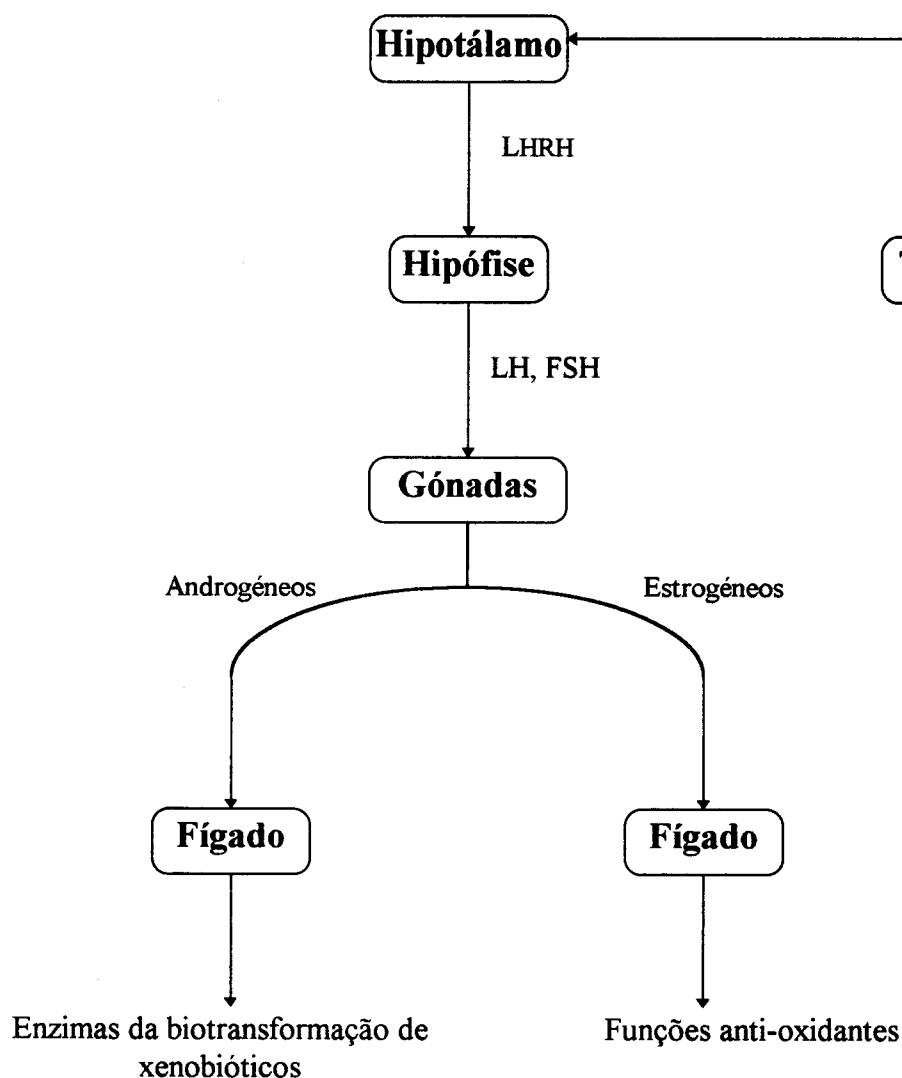 Hipotálamo
LHRH
Hipófise
LH, FSH
Gónadas
Androgéneos
Estrogéneos
Fígado
Fígado
Enzimas da biotransformação de
xenobióticos
Funções anti-oxidantes